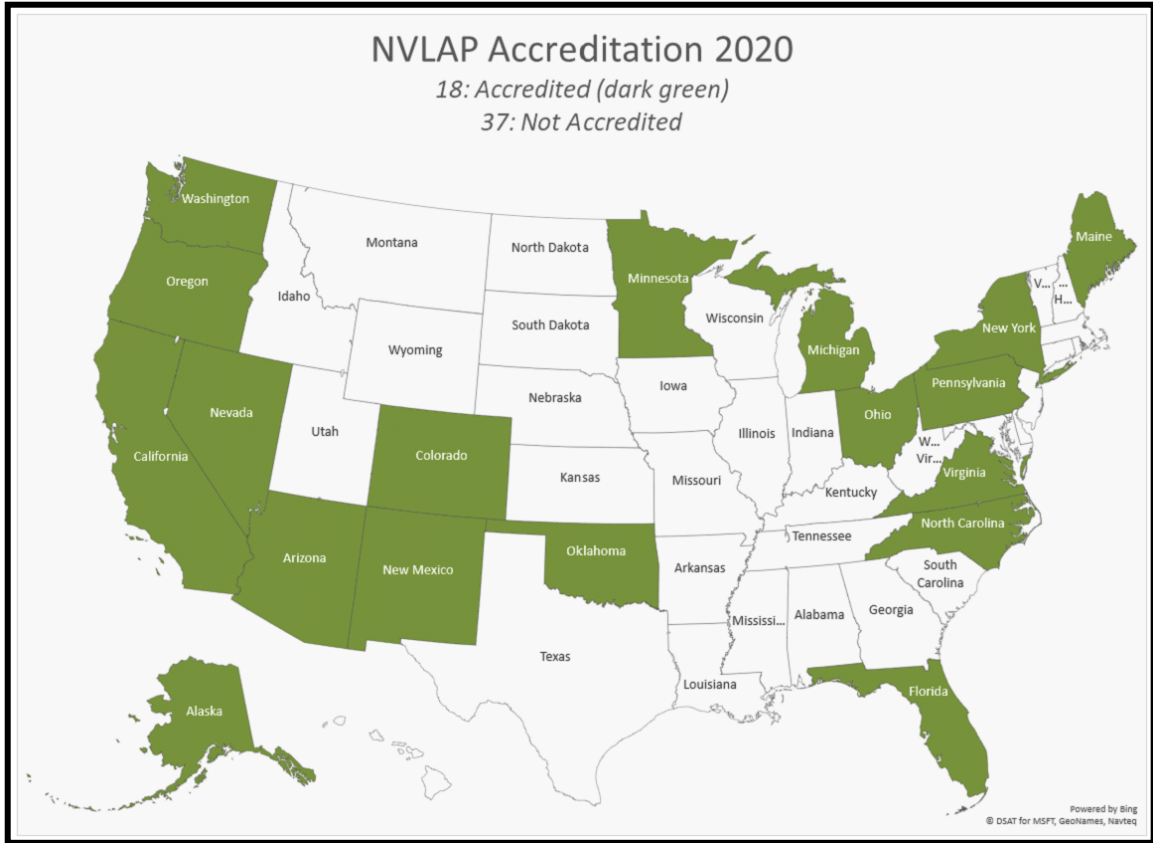 NVLAP Accreditation 2020
18: Accredited (dark green)
37: Not Accredited
Washington
Montana
North Dakota
Minnesota
Maine
Oregon
Idaho
V...
...
H...
South Dakota
Wisconsin
New York
Wyoming
Michigan
Iowa
Pennsylvania
Nebraska
Nevada
Ohio
Utah
Illinois
Indiana
W...
Vir...
California
Colorado
Kansas
Missouri
Virginia
Kentucky
North Carolina
Tennessee
Arizona
New Mexico
Oklahoma
Arkansas
South
Carolina
Mississi...
Alabama
Georgia
Texas
Louisiana
Florida
Alaska
Powered by Bing
© DSAT for MSFT, GeoNames, Navteq